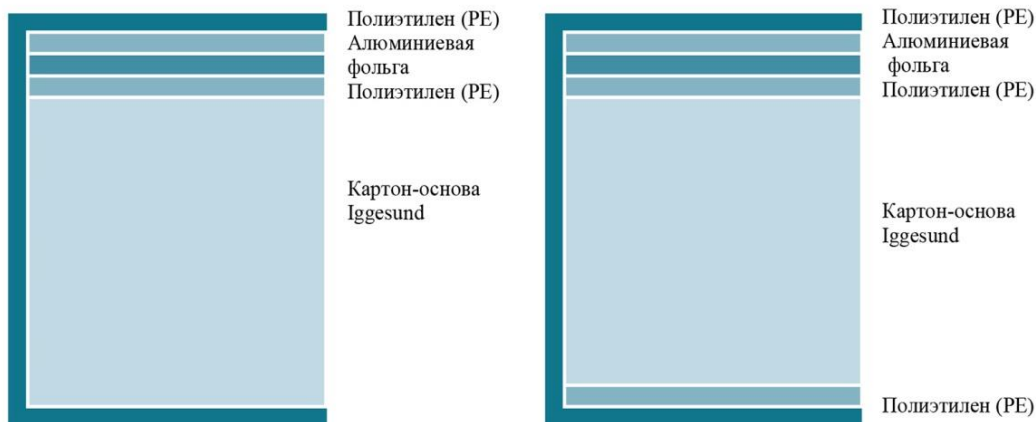 Полиэтилен (PE)
Алюминиевая
фольга
Полиэтилен (PE)
Картон-основа
Iggesund
Полиэтилен (PE)
Алюминиевая
фольга
Полиэтилен (PE)
Картон-основа
Iggesund
Полиэтилен (PE)